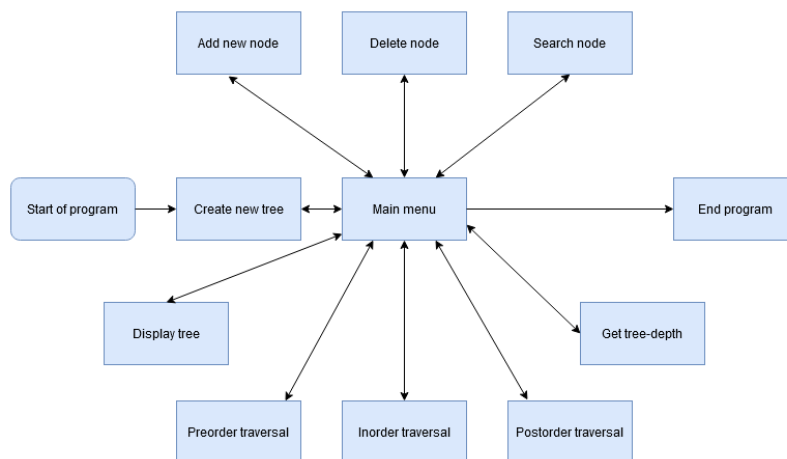 Add new node
Delete node
Search node
Start of program
Create new tree
Main menu
End program
Display tree
Get tree-depth
Preorder traversal
Inorder traversal
Postorder traversal